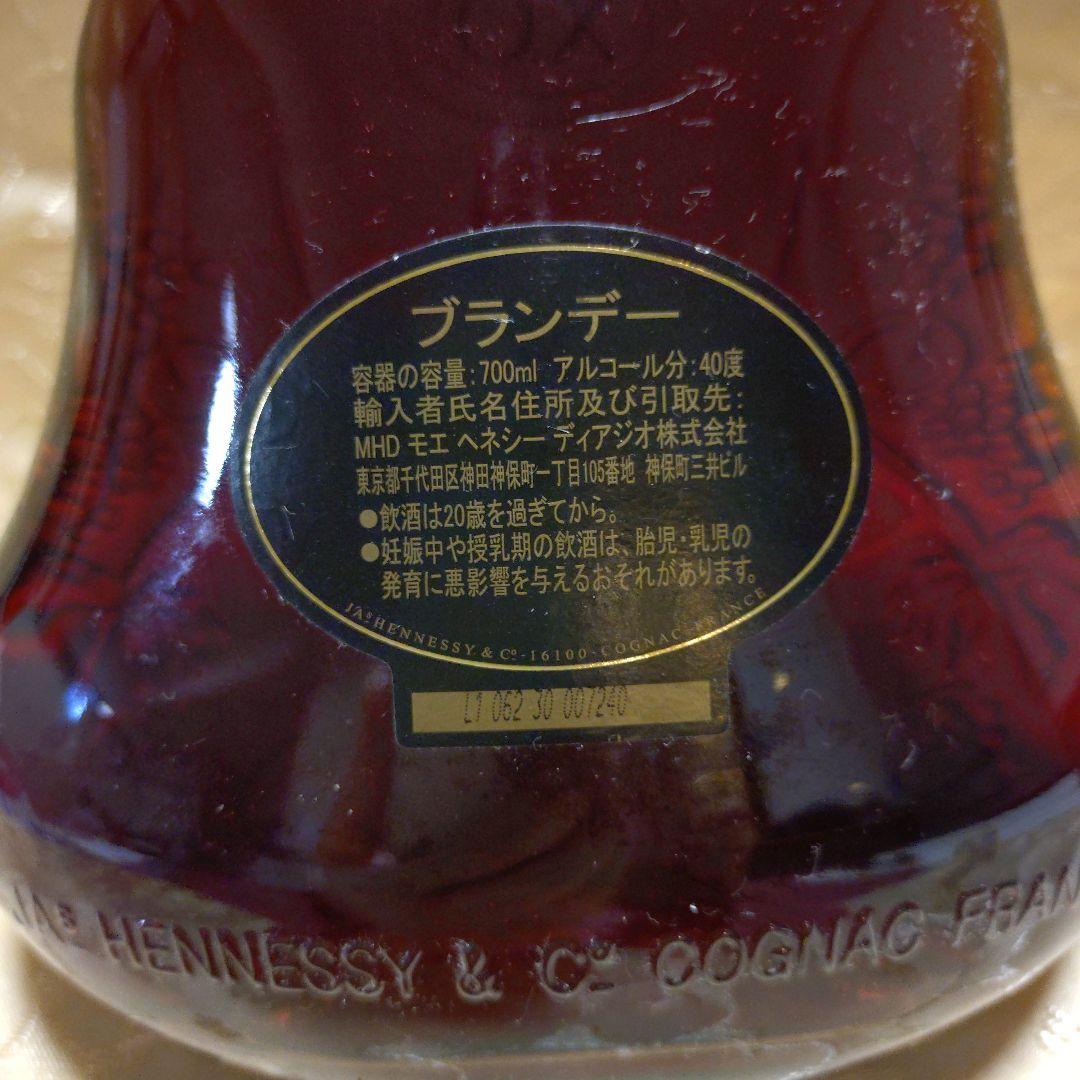 ブランデー
容器の容量:700ml アルコール分:40度
輸入者氏名住所及び引取先:
MHD モエ ヘネシー ディアジオ株式会社
東京都千代田区神田神保町一丁目105番地 神保町三井ビル
●飲酒は20歳を過ぎてから。
●妊娠中や授乳期の飲酒は、胎児・乳児の
発育に悪影響を与えるおそれがあります。
JAS HENNESSY & Co - 16100 - COGNAC - FRANCE
L1 062 30 007240
JAS HENNESSY & Co COGNAC FRAN